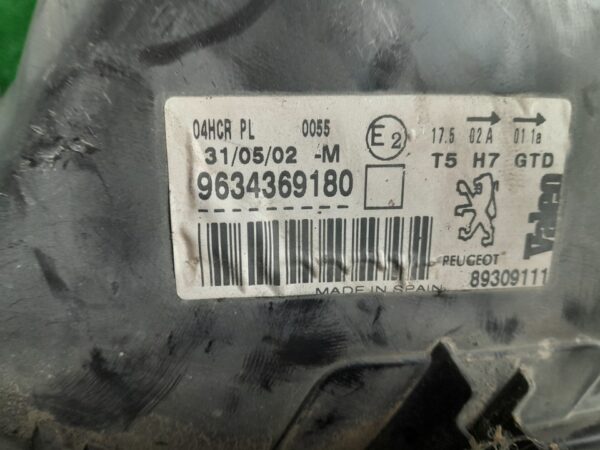 04HCR PL 0055 E2 17.5 02A 01 1a
31/05/02 -M T5 H7 GTD
9634369180
Valeo
PEUGEOT
89309111
MADE IN SPAIN